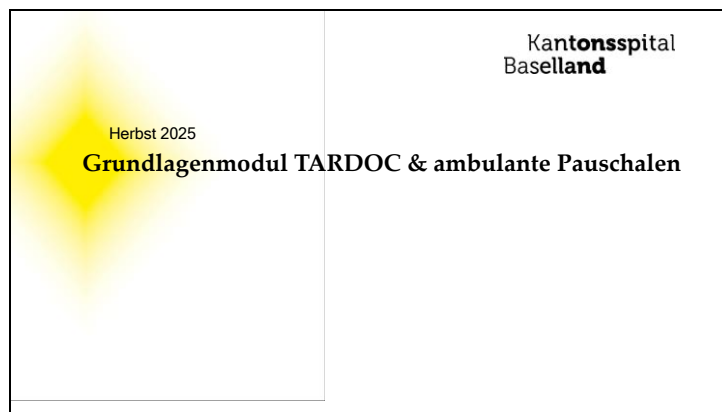 Kantonsspital
Baselland
Herbst 2025
Grundlagenmodul TARDOC & ambulante Pauschalen